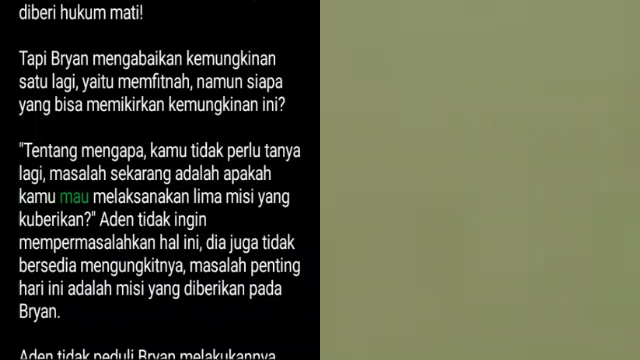 diberi hukum mati!
Tapi Bryan mengabaikan kemungkinan
satu lagi, yaitu memfitnah, namun siapa
yang bisa memikirkan kemungkinan ini?
"Tentang mengapa, kamu tidak perlu tanya
lagi, masalah sekarang adalah apakah
kamu mau melaksanakan lima misi yang
kuberikan?" Aden tidak ingin
mempermasalahkan hal ini, dia juga tidak
bersedia mengungkitnya, masalah penting
hari ini adalah misi yang diberikan pada
Bryan.
Aden tidak peduli Bryan melakukannya